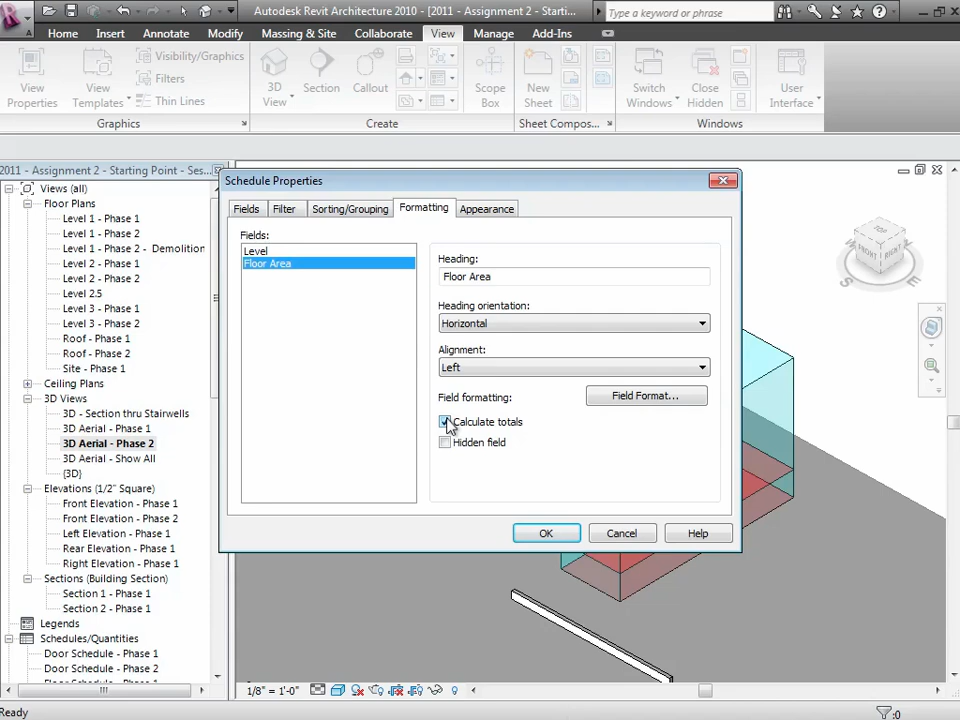 Autodesk Revit Architecture 2010 - [2011 - Assignment 2 - Starti...
Type a keyword or phrase
Home Insert Annotate Modify Massing & Site Collaborate View Manage Add-Ins
View Properties
View Templates
Visibility/Graphics
Filters
Thin Lines
3D View
Section
Callout
Scope Box
New Sheet
Switch Windows
Close Hidden
User Interface
Graphics Create Sheet Compos... Windows
2011 - Assignment 2 - Starting Point - Ses...
Views (all)
Floor Plans
Level 1 - Phase 1
Level 1 - Phase 2
Level 1 - Phase 2 - Demolition
Level 2 - Phase 1
Level 2 - Phase 2
Level 2.5
Level 3 - Phase 1
Level 3 - Phase 2
Roof - Phase 1
Roof - Phase 2
Site - Phase 1
Ceiling Plans
3D Views
3D - Section thru Stairwells
3D Aerial - Phase 1
3D Aerial - Phase 2
3D Aerial - Show All
{3D}
Elevations (1/2" Square)
Front Elevation - Phase 1
Front Elevation - Phase 2
Left Elevation - Phase 1
Rear Elevation - Phase 1
Right Elevation - Phase 1
Sections (Building Section)
Section 1 - Phase 1
Section 2 - Phase 1
Legends
Schedules/Quantities
Door Schedule - Phase 1
Door Schedule - Phase 2
Schedule Properties
Fields Filter Sorting/Grouping Formatting Appearance
Fields:
Level
Floor Area
Heading:
Floor Area
Heading orientation:
Horizontal
Alignment:
Left
Field formatting:
Field Format...
Calculate totals
Hidden field
OK Cancel Help
TOP
FRONT
RIGHT
W
S
E
1/8" = 1'-0"
Ready
:0